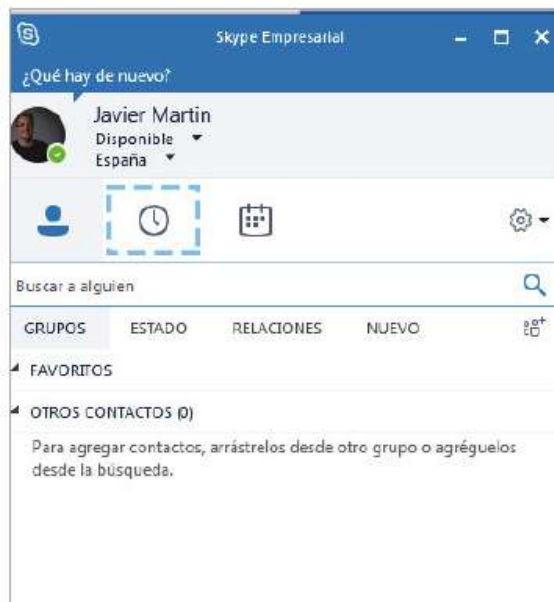 Skype Empresarial
¿Qué hay de nuevo?
Javier Martin
Disponible
España
Buscar a alguien
GRUPOS ESTADO RELACIONES NUEVO
FAVORITOS
OTROS CONTACTOS (0)
Para agregar contactos, arrástrelos desde otro grupo o agréguelos
desde la búsqueda.